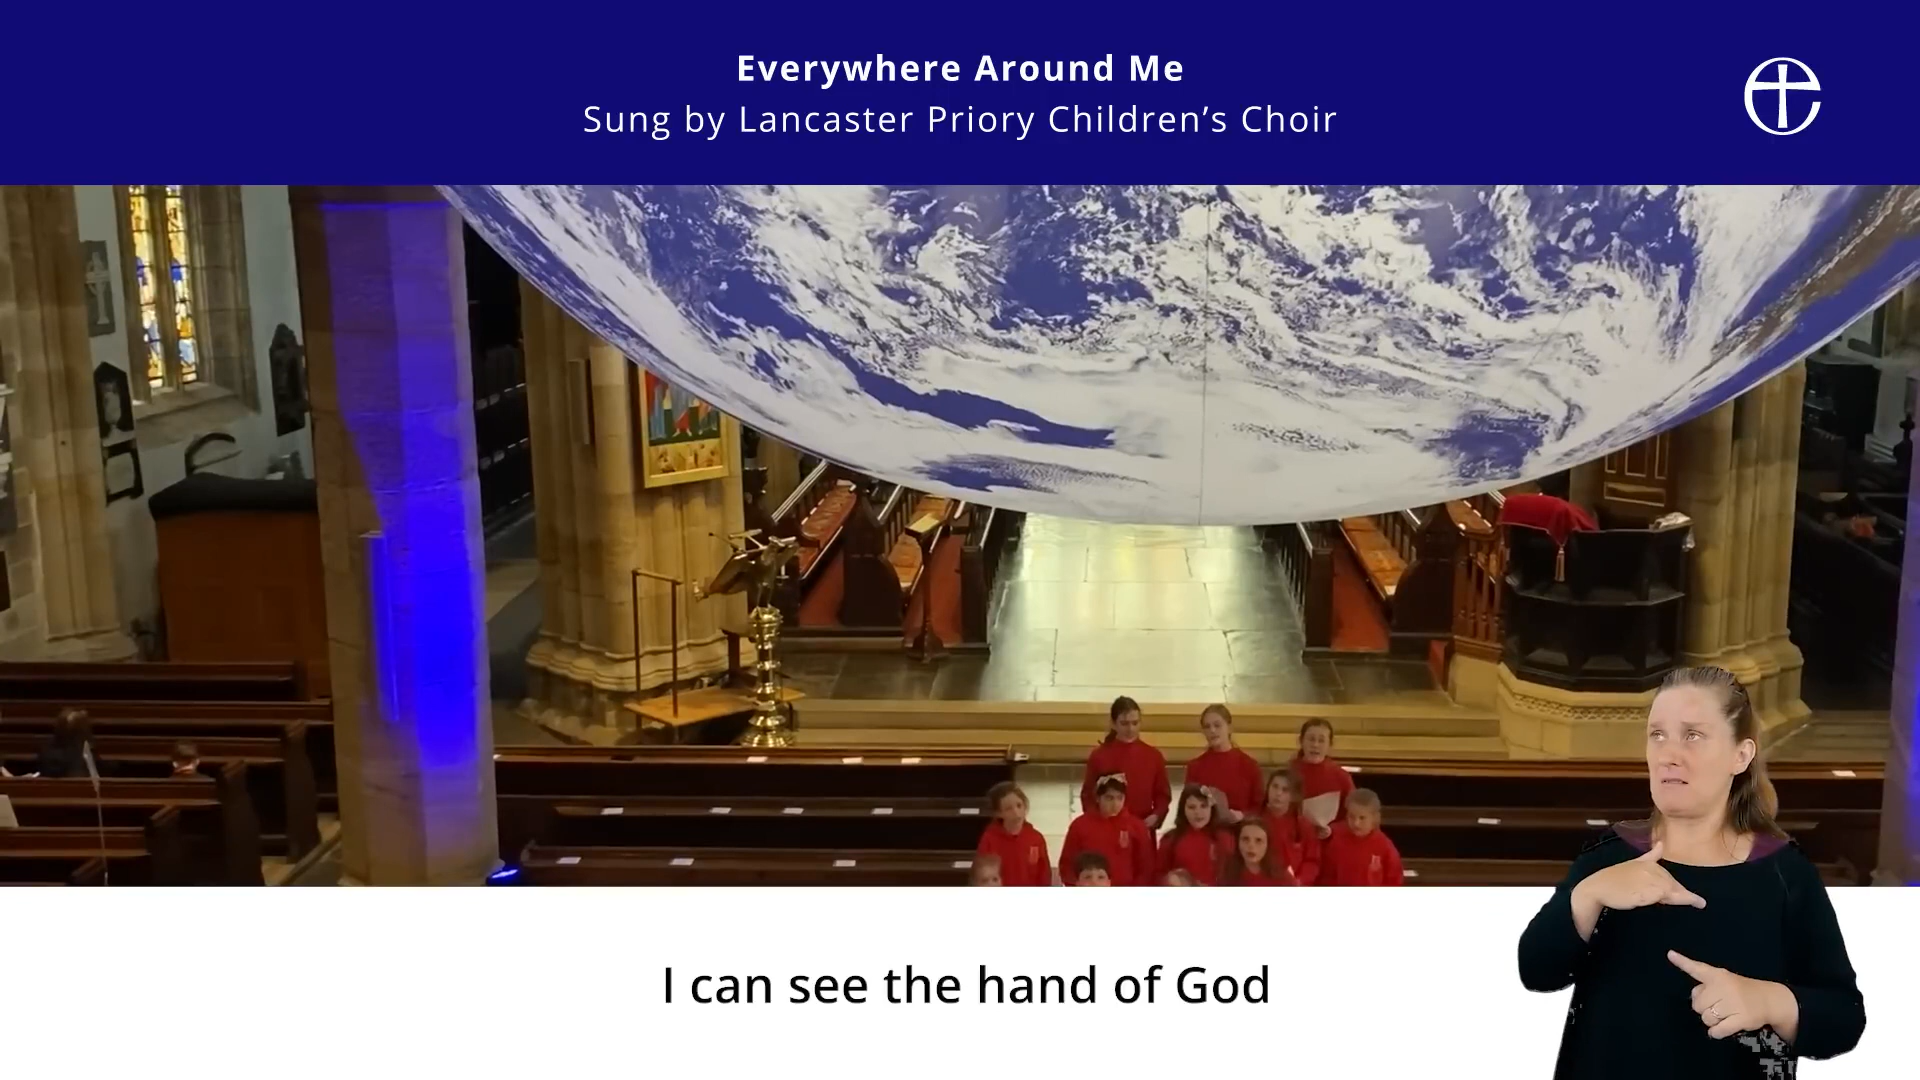 Everywhere Around Me
Sung by Lancaster Priory Children’s Choir
I can see the hand of God